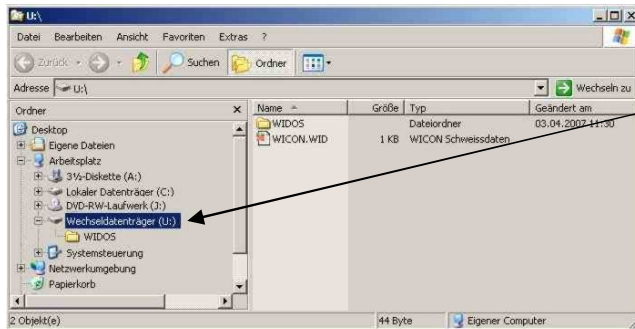 U:\
Datei Bearbeiten Ansicht Favoriten Extras ?
Zurück Suchen Ordner
Adresse U:\ Wechseln zu
Ordner x Name Größe Typ Geändert am
Desktop WIDOS Dateiordner 03.04.2007 11:30
Eigene Dateien WICON.WID 1 KB WICON Schweissdaten
Arbeitsplatz
3½-Diskette (A:)
Lokaler Datenträger (C:)
DVD-RW-Laufwerk (J:)
Wechseldatenträger (U:)
WIDOS
Systemsteuerung
Netzwerkumgebung
Papierkorb
2 Objekt(e) 44 Byte Eigener Computer